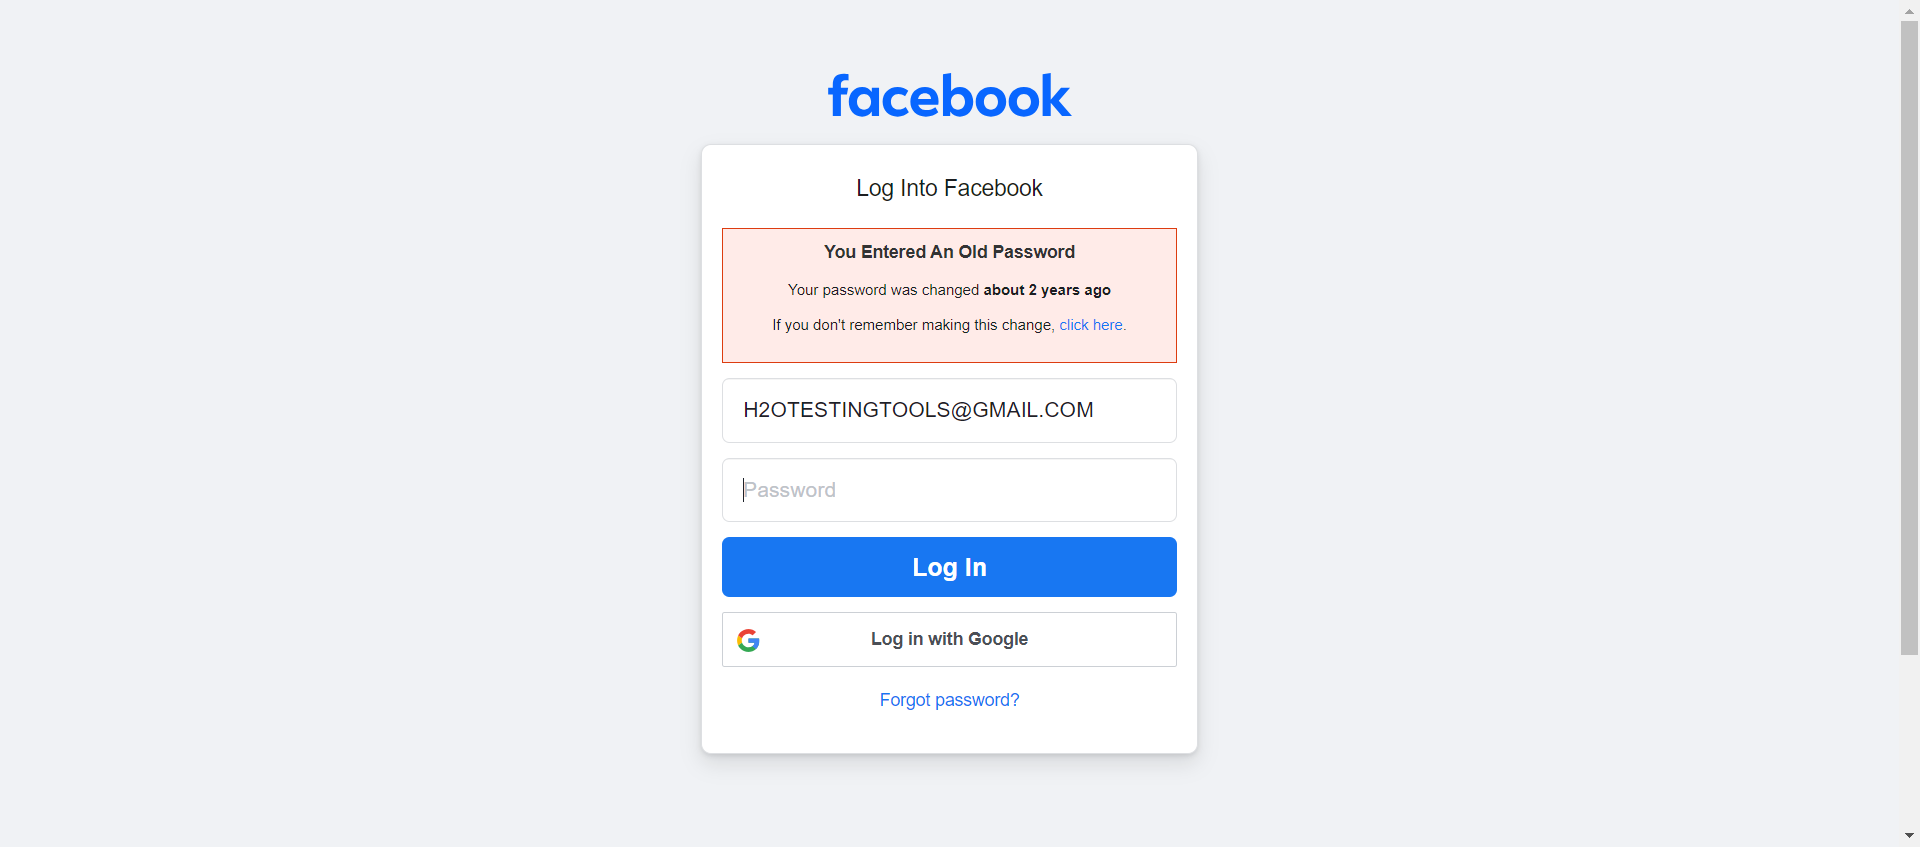 facebook
Log Into Facebook
You Entered An Old Password
Your password was changed about 2 years ago
If you don't remember making this change, click here.
H2OTESTINGTOOLS@GMAIL.COM
Password
Log In
Log in with Google
Forgot password?